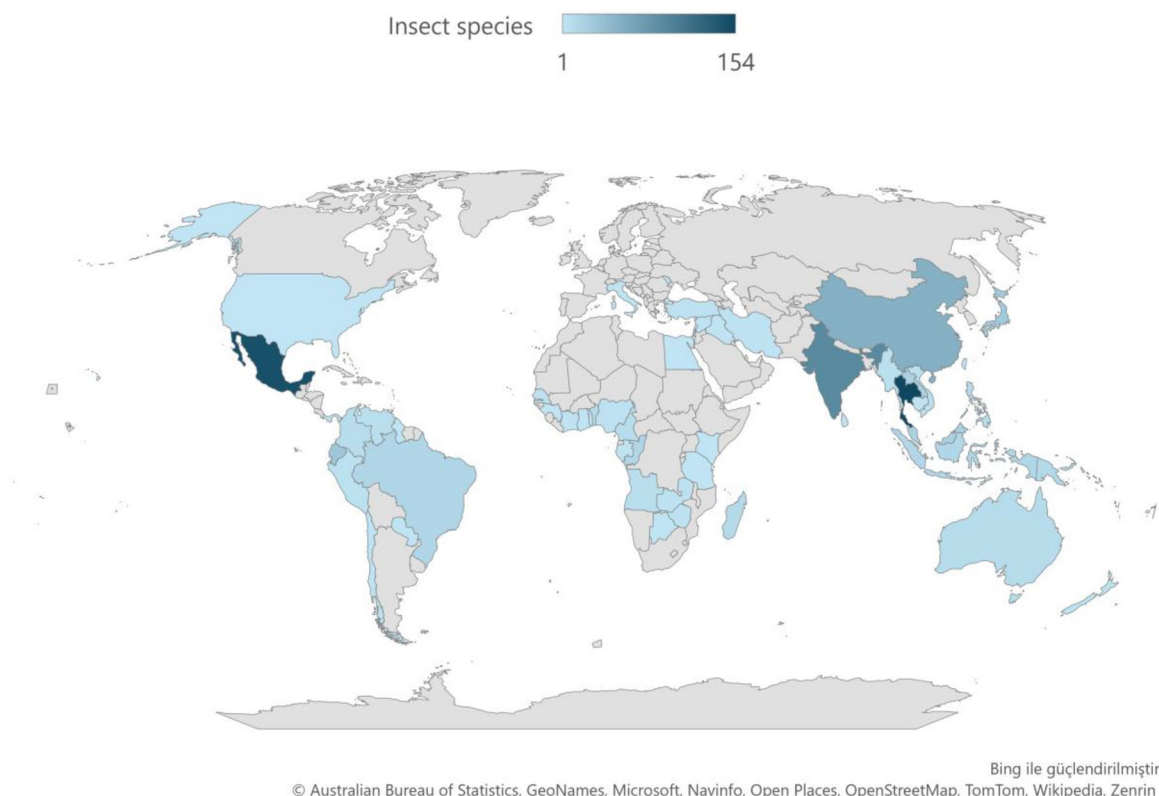 Insect species
1 154
Bing ile güçlendirilmiştir
© Australian Bureau of Statistics, GeoNames, Microsoft, Navinfo, Open Places, OpenStreetMap, TomTom, Wikipedia, Zenrin